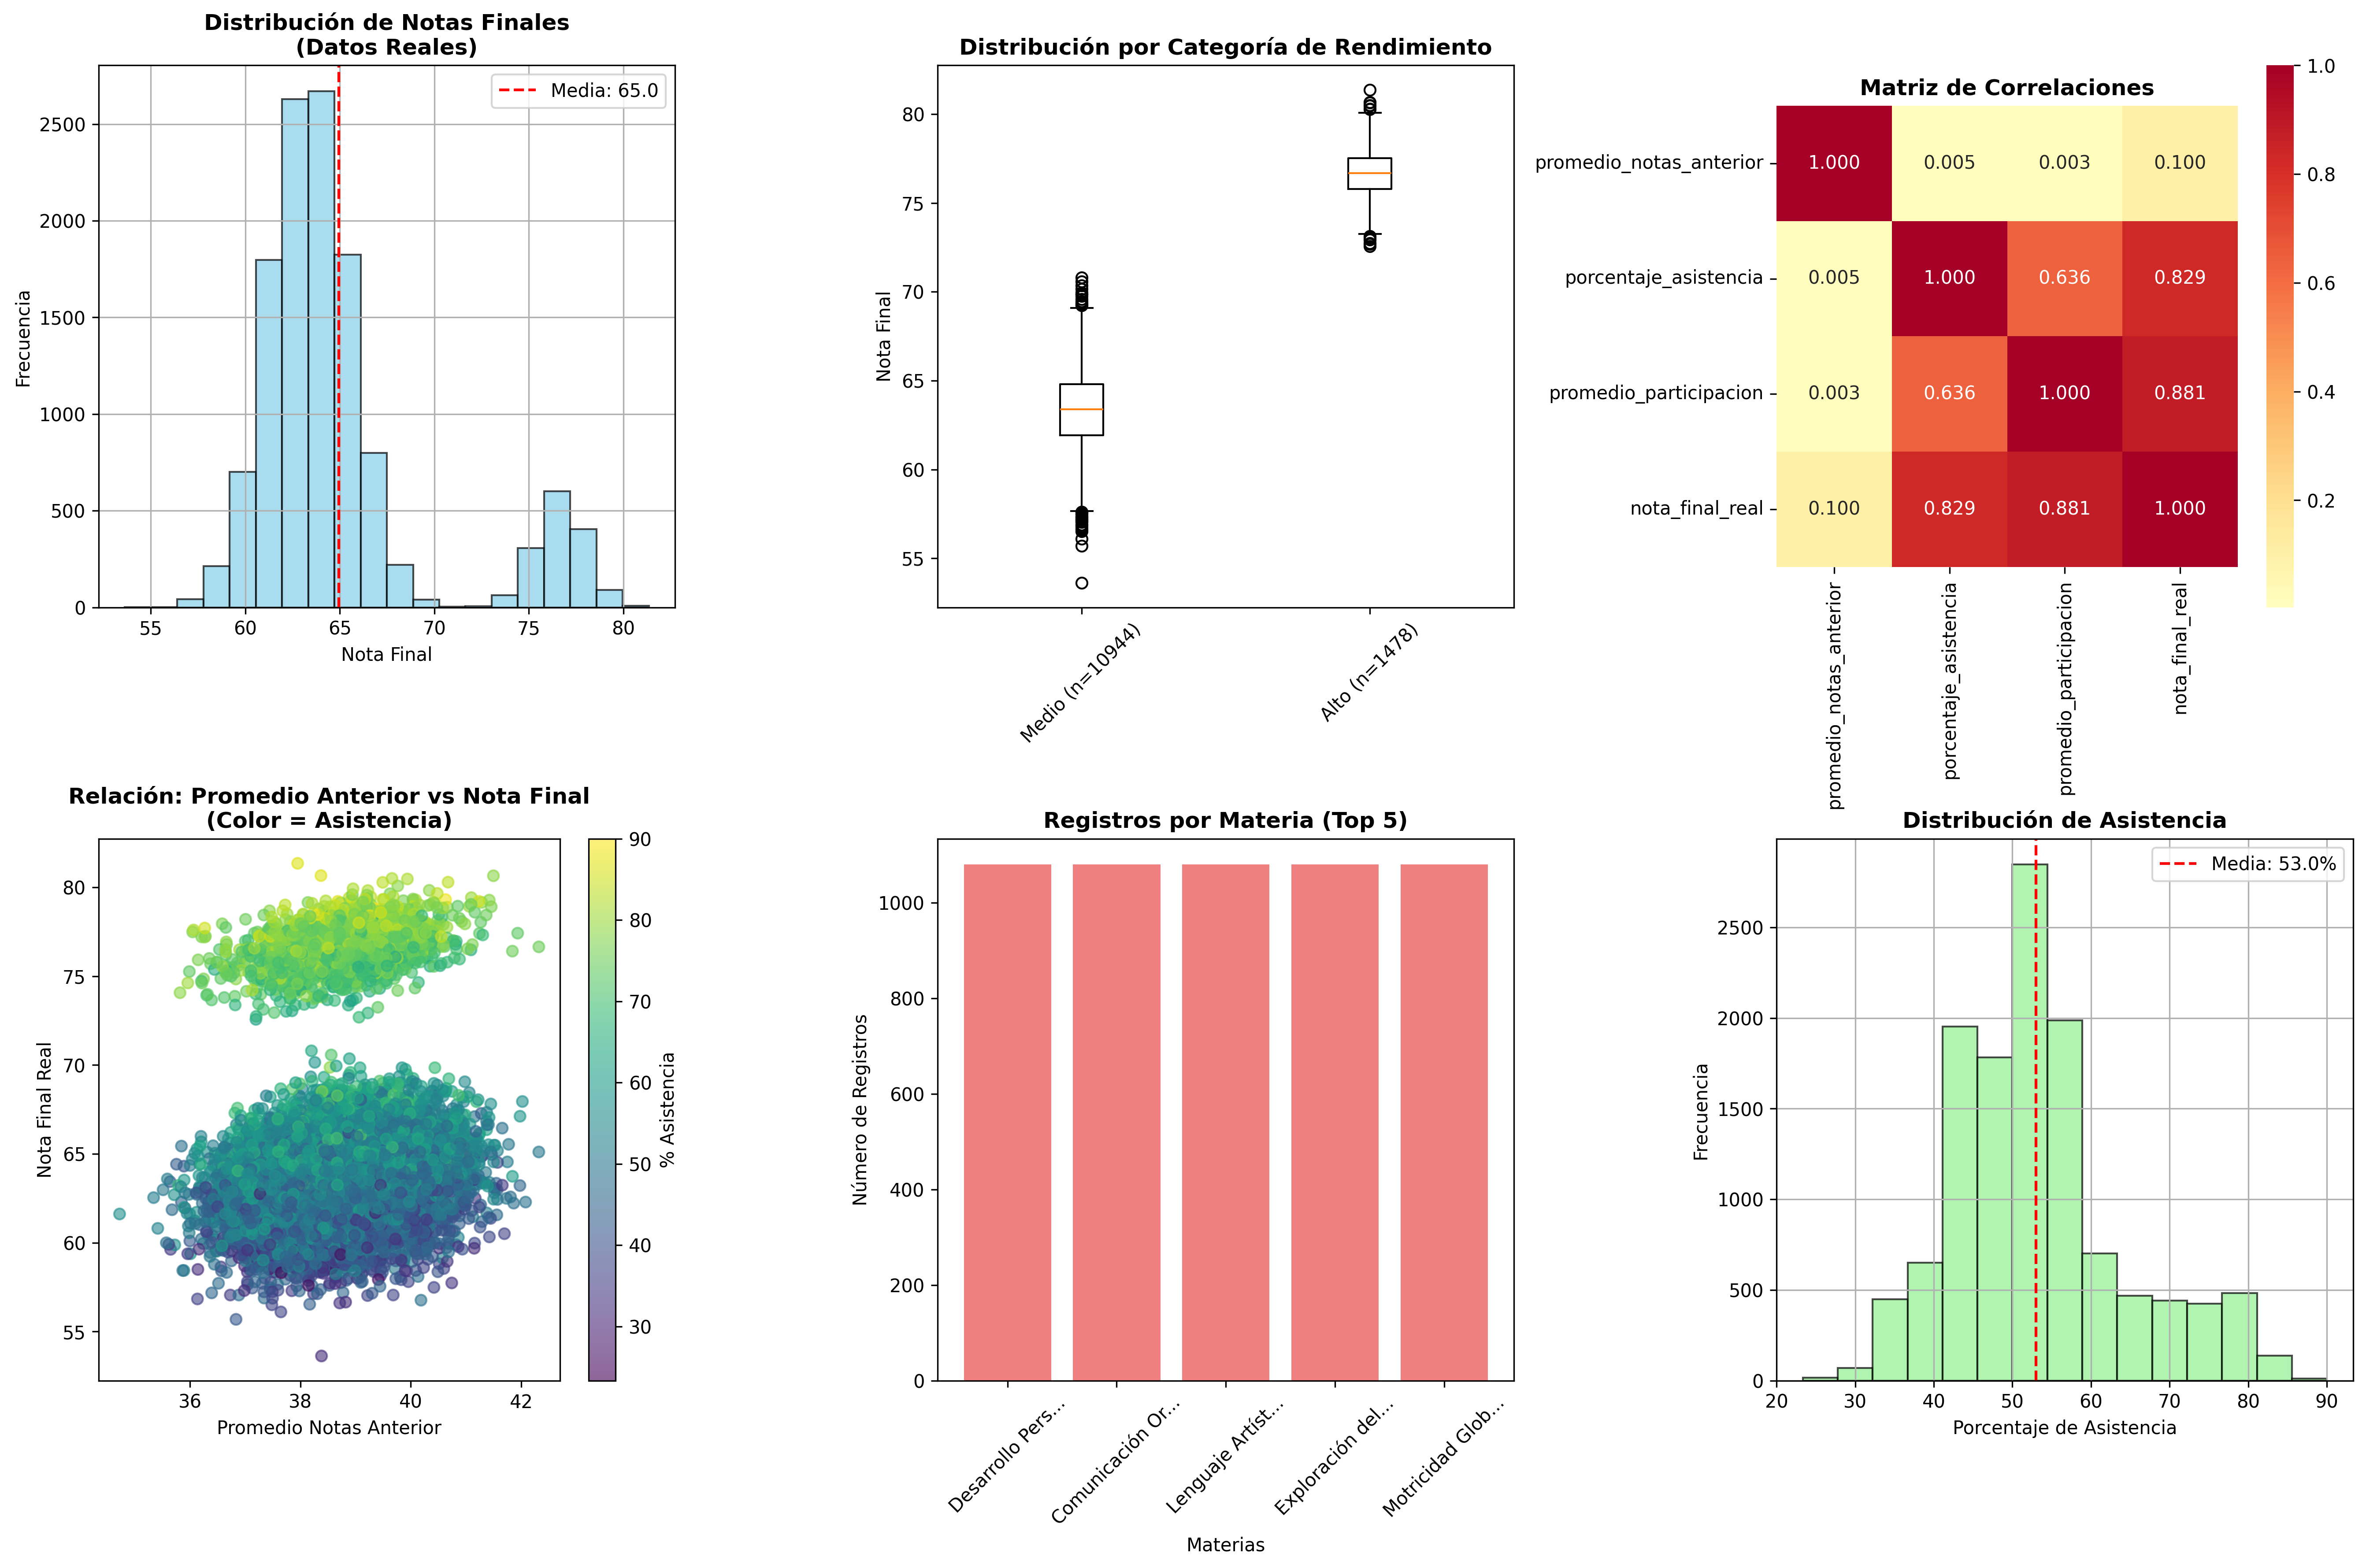 Distribución de Notas Finales
(Datos Reales)
Media: 65.0
2500
2000
1500
1000
500
0
Frecuencia
55 60 65 70 75 80
Nota Final
Distribución por Categoría de Rendimiento
80
75
70
65
60
55
Nota Final
Medio (n=10944)
Alto (n=1478)
Matriz de Correlaciones
promedio_notas_anterior 1.000 0.005 0.003 0.100
porcentaje_asistencia 0.005 1.000 0.636 0.829
promedio_participacion 0.003 0.636 1.000 0.881
nota_final_real 0.100 0.829 0.881 1.000
promedio_notas_anterior
porcentaje_asistencia
promedio_participacion
nota_final_real
1.0
0.8
0.6
0.4
0.2
Relación: Promedio Anterior vs Nota Final
(Color = Asistencia)
80
75
70
65
60
55
Nota Final Real
36 38 40 42
Promedio Notas Anterior
90
80
70
60
50
40
30
% Asistencia
Registros por Materia (Top 5)
1000
800
600
400
200
0
Número de Registros
Desarrollo Pers...
Comunicación Or...
Lenguaje Artíst...
Exploración del...
Motricidad Glob...
Materias
Distribución de Asistencia
Media: 53.0%
2500
2000
1500
1000
500
0
Frecuencia
20 30 40 50 60 70 80 90
Porcentaje de Asistencia